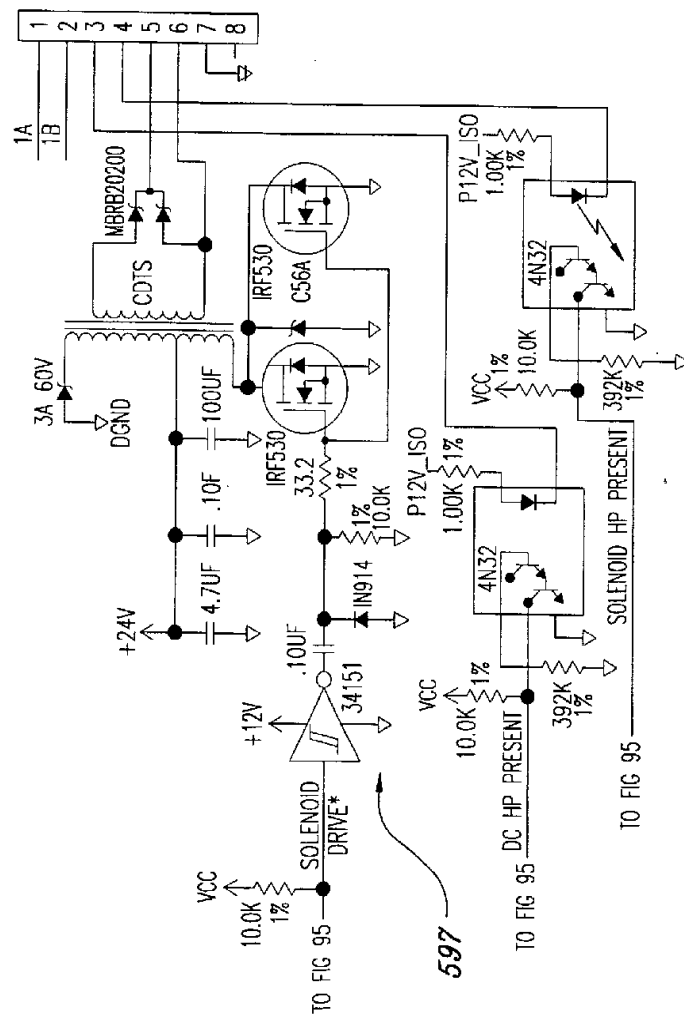 1
2
3
4
5
6
7
8
1A
1B
MBRB20200
CDTS
3A 60V
DGND
+24V
4.7UF
.10F
100UF
IRF530
C56A
IRF530
33.2
1%
1%
10.0K
IN914
.10UF
34151
+12V
SOLENOID
DRIVE*
VCC
10.0K
1%
TO FIG 95
597
P12V_ISO
1.00K
1%
4N32
VCC
1%
10.0K
392K
1%
SOLENOID HP PRESENT
TO FIG 95
P12V_ISO
1.00K
1%
4N32
VCC
10.0K
1%
392K
1%
DC HP PRESENT
TO FIG 95